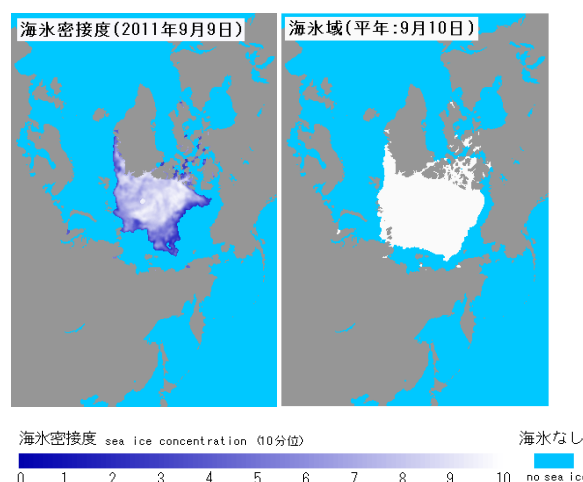 海氷密接度(2011年9月9日)
海氷域(平年:9月10日)
海氷密接度 sea ice concentration (10分位)
海氷なし
0 1 2 3 4 5 6 7 8 9 10
no sea ice